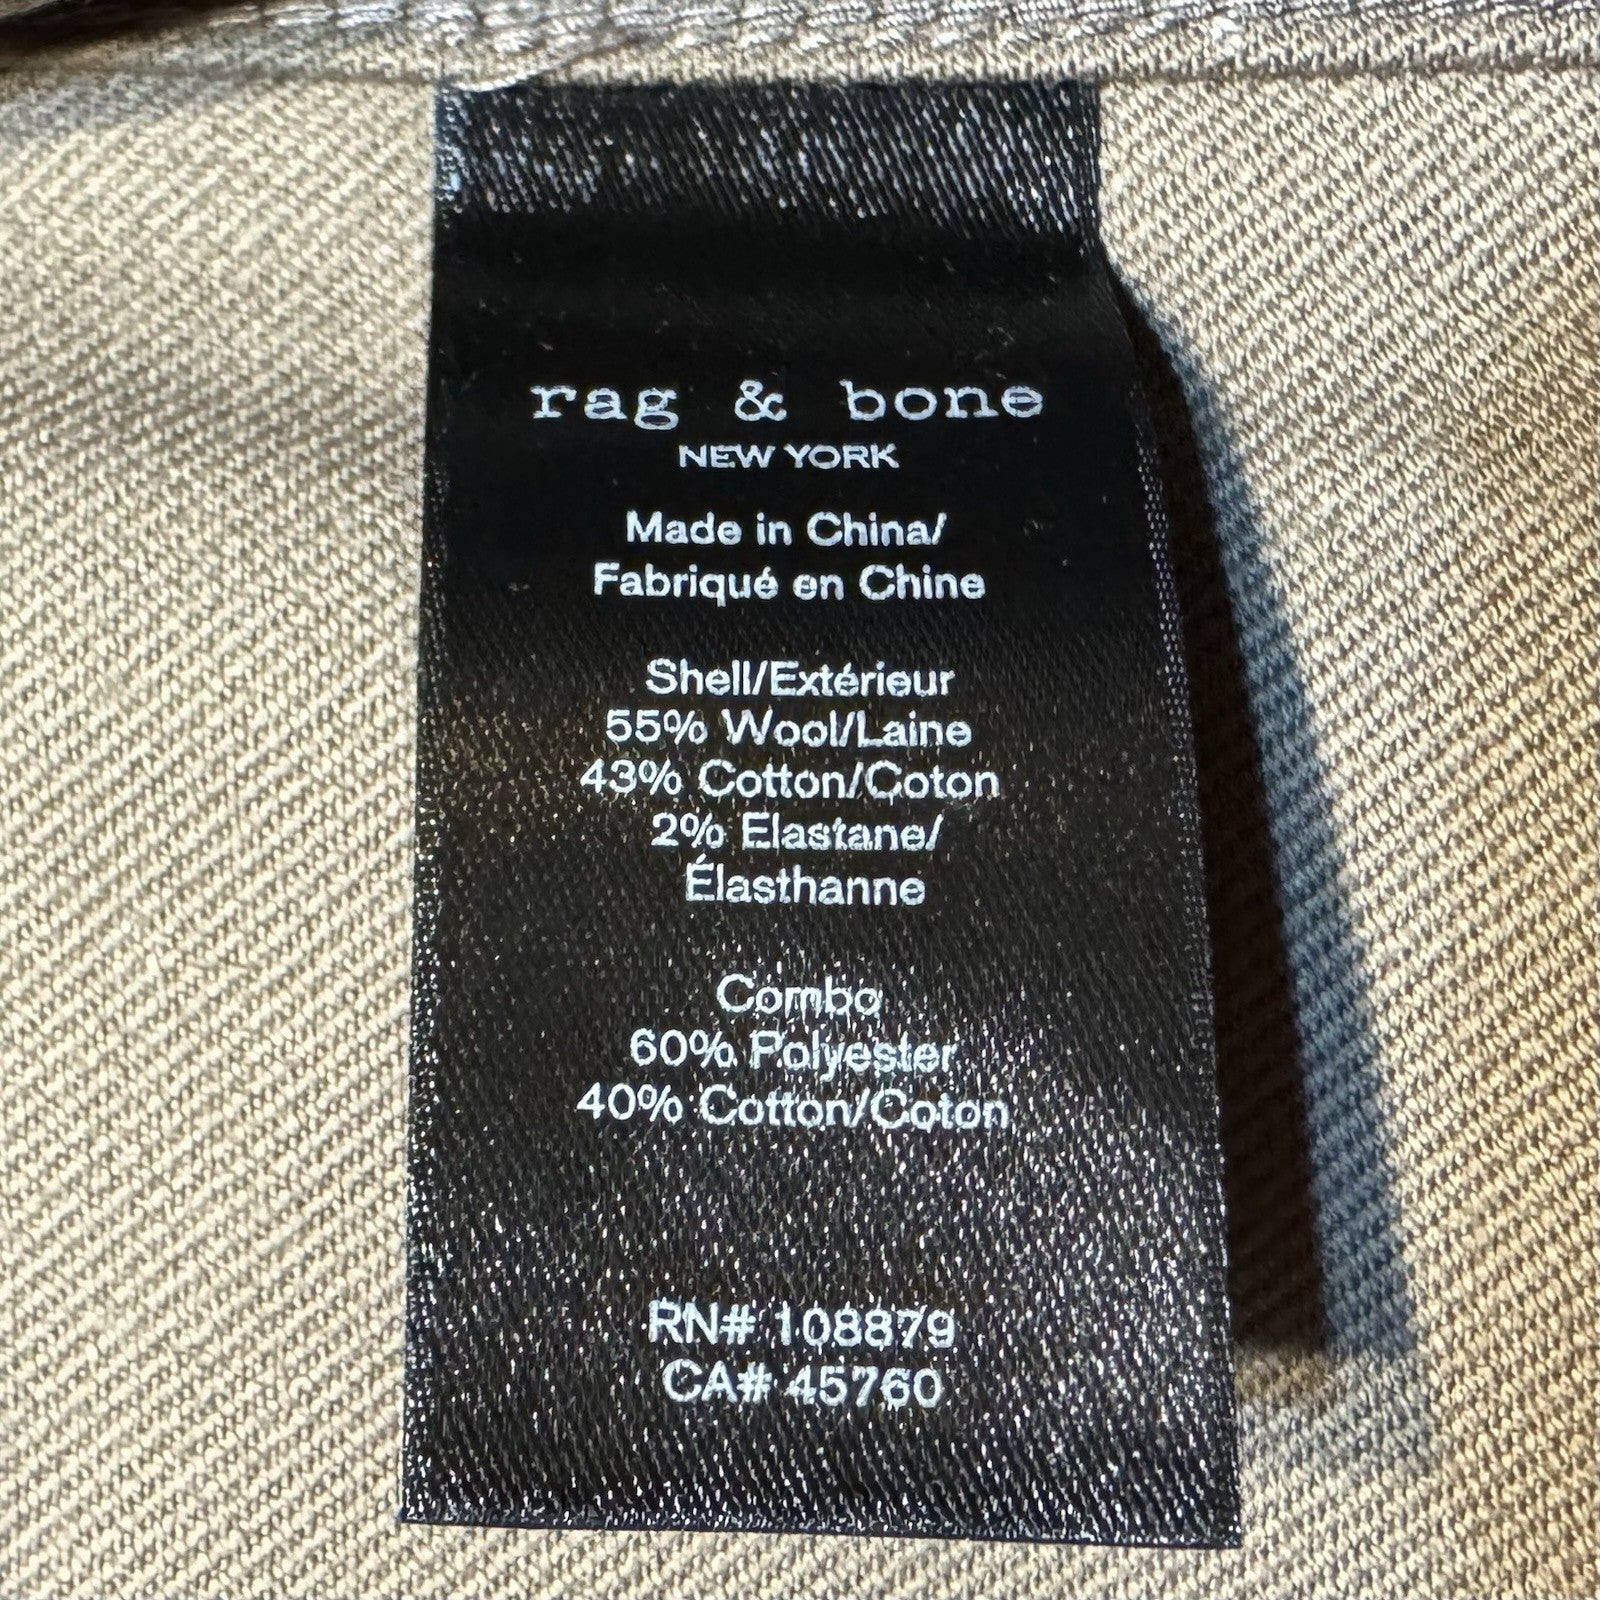 rag & bone
NEW YORK
Made in China/
Fabriqué en Chine
Shell/Extérieur
55% Wool/Laine
43% Cotton/Coton
2% Elastane/
Élasthanne
Combo
60% Polyester
40% Cotton/Coton
RN# 108879
CA# 45760